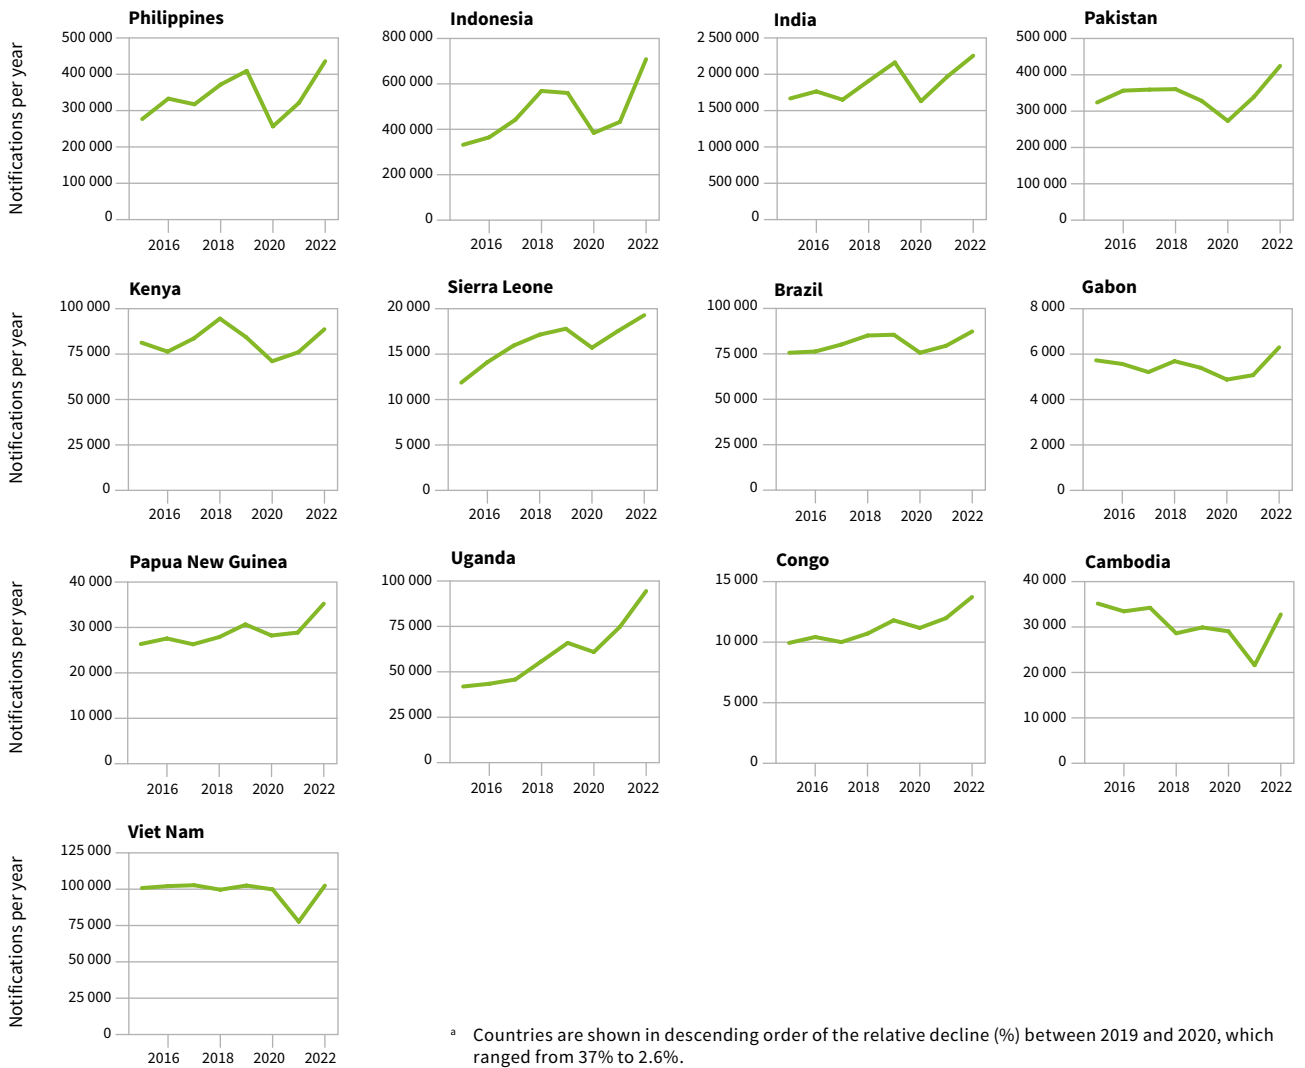 Philippines
Indonesia
India
Pakistan
Notifications per year
500 000
400 000
300 000
200 000
100 000
0
2016 2018 2020 2022
800 000
600 000
400 000
200 000
0
2016 2018 2020 2022
2 500 000
2 000 000
1 500 000
1 000 000
500 000
0
2016 2018 2020 2022
500 000
400 000
300 000
200 000
100 000
0
2016 2018 2020 2022
Kenya
Sierra Leone
Brazil
Gabon
Notifications per year
100 000
75 000
50 000
25 000
0
2016 2018 2020 2022
20 000
15 000
10 000
5 000
0
2016 2018 2020 2022
100 000
75 000
50 000
25 000
0
2016 2018 2020 2022
8 000
6 000
4 000
2 000
0
2016 2018 2020 2022
Papua New Guinea
Uganda
Congo
Cambodia
Notifications per year
40 000
30 000
20 000
10 000
0
2016 2018 2020 2022
100 000
75 000
50 000
25 000
0
2016 2018 2020 2022
15 000
10 000
5 000
0
2016 2018 2020 2022
40 000
30 000
20 000
10 000
0
2016 2018 2020 2022
Viet Nam
Notifications per year
125 000
100 000
75 000
50 000
25 000
0
2016 2018 2020 2022
a Countries are shown in descending order of the relative decline (%) between 2019 and 2020, which
ranged from 37% to 2.6%.